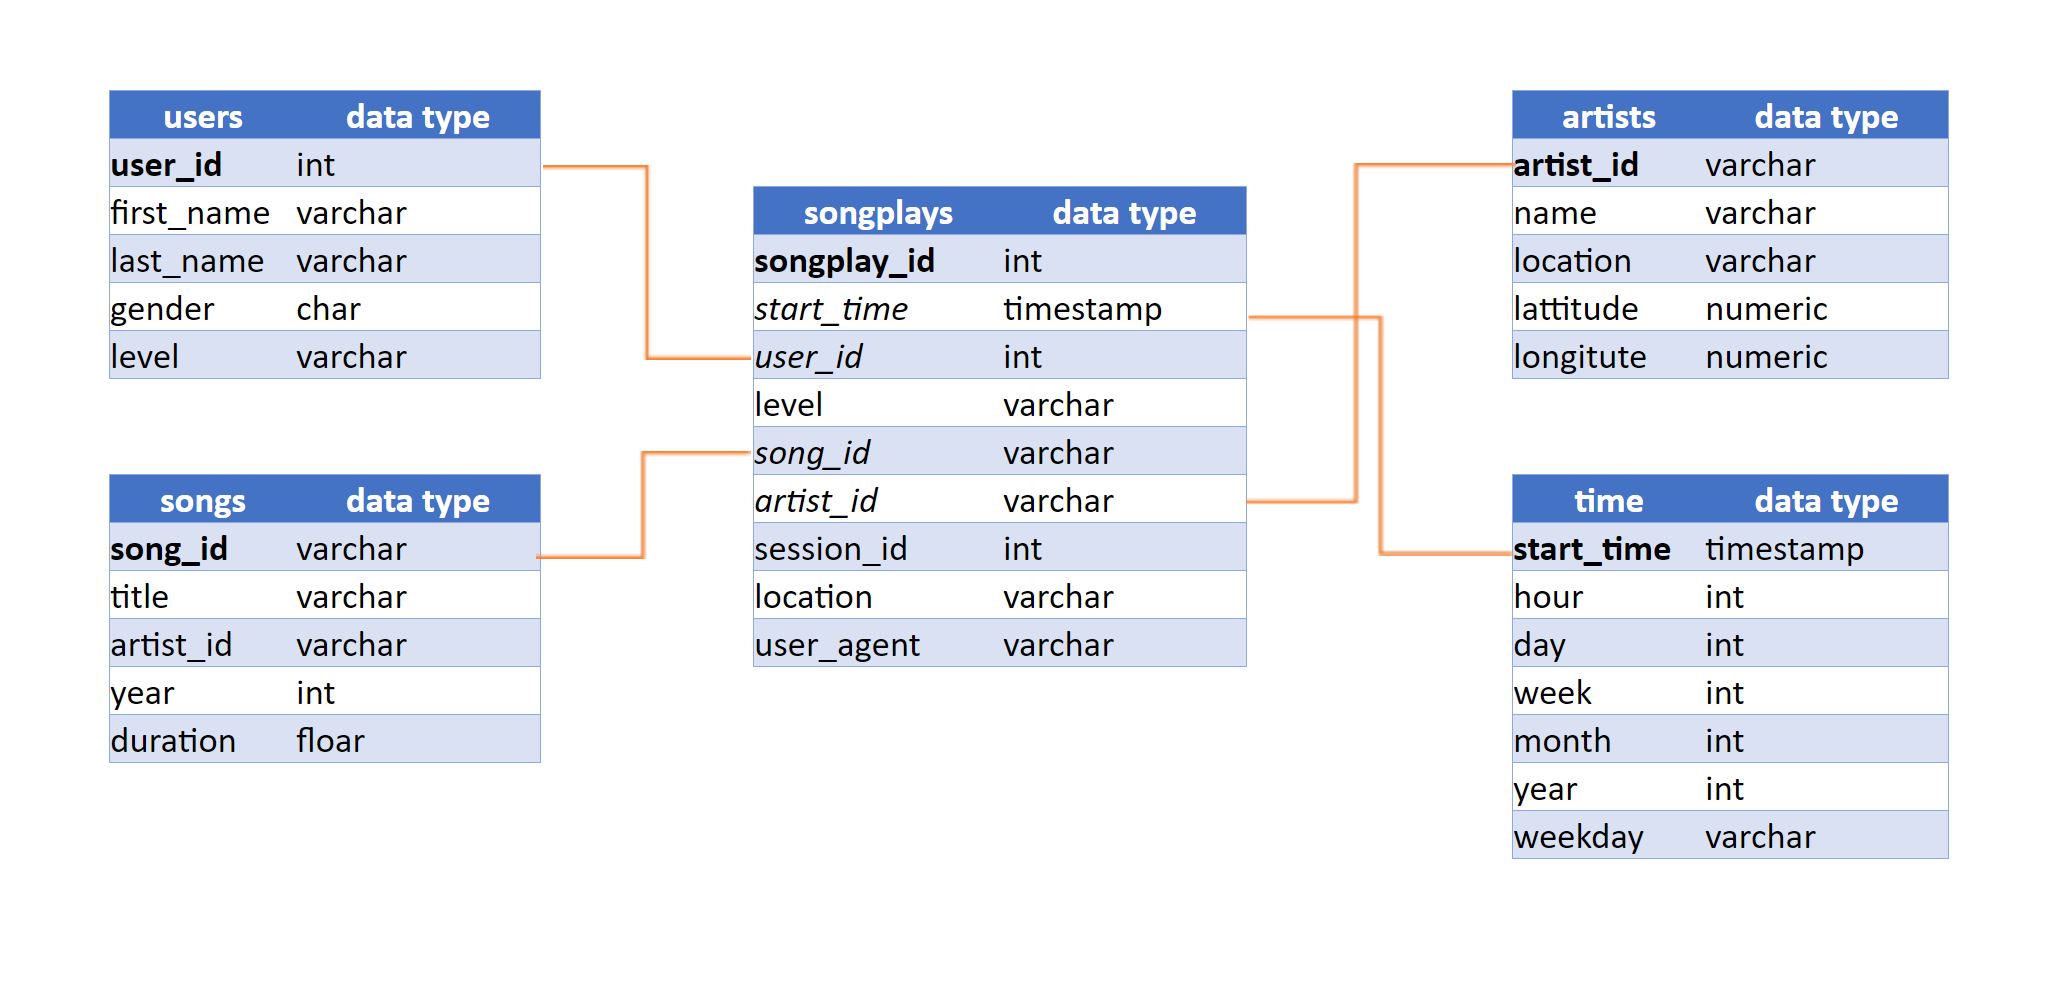 users data type
user_id int
first_name varchar
last_name varchar
gender char
level varchar
songs data type
song_id varchar
title varchar
artist_id varchar
year int
duration floar
songplays data type
songplay_id int
start_time timestamp
user_id int
level varchar
song_id varchar
artist_id varchar
session_id int
location varchar
user_agent varchar
artists data type
artist_id varchar
name varchar
location varchar
lattitude numeric
longitute numeric
time data type
start_time timestamp
hour int
day int
week int
month int
year int
weekday varchar